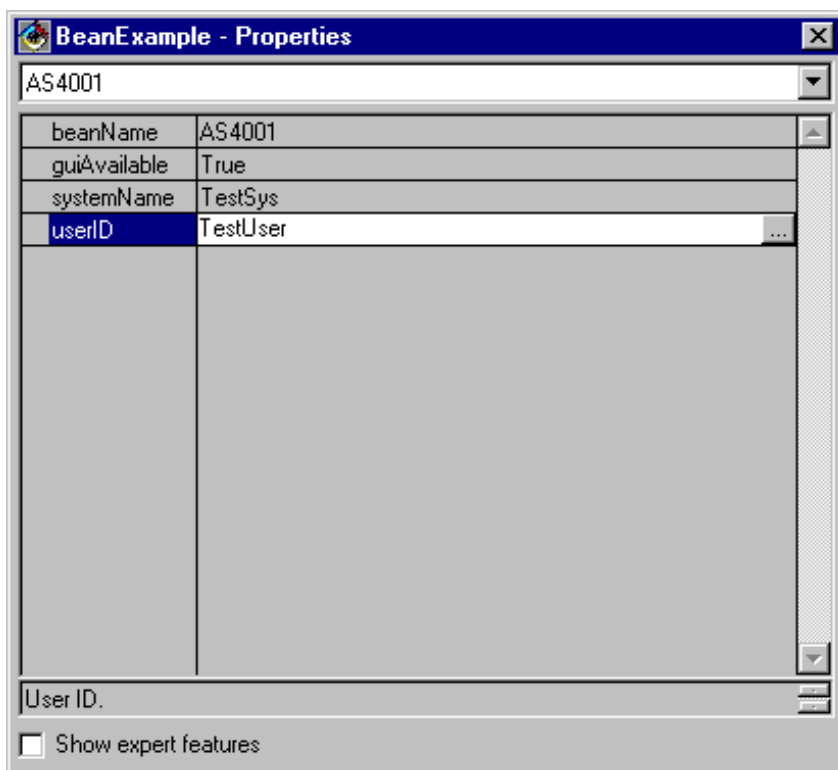 BeanExample - Properties
AS4001
beanName AS4001
guiAvailable True
systemName TestSys
userID TestUser ...
User ID.
Show expert features